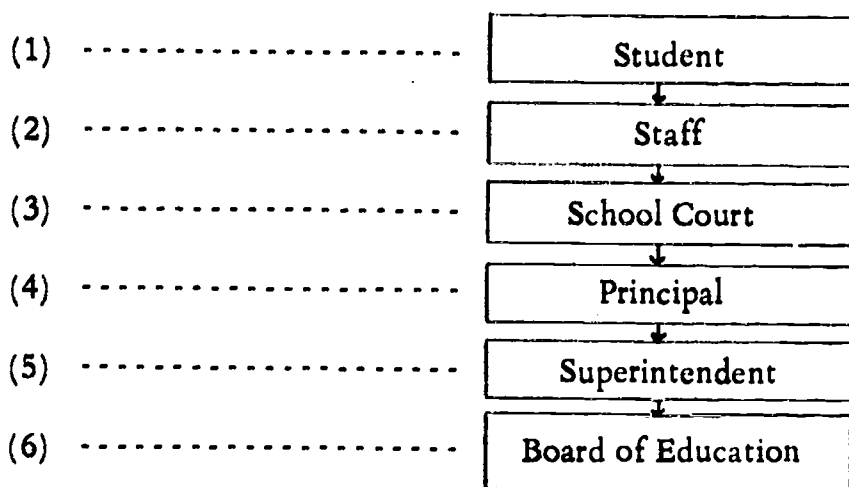 (1) Student
(2) Staff
(3) School Court
(4) Principal
(5) Superintendent
(6) Board of Education